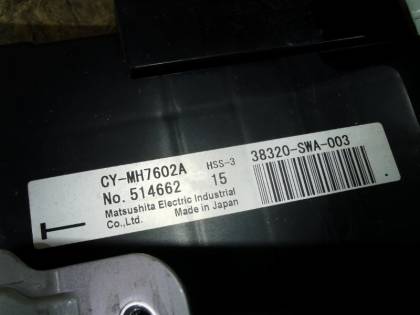 CY-MH7602A HSS-3 38320-SWA-003
No. 514662 15
Matsushita Electric Industrial
Co.,Ltd. Made in Japan